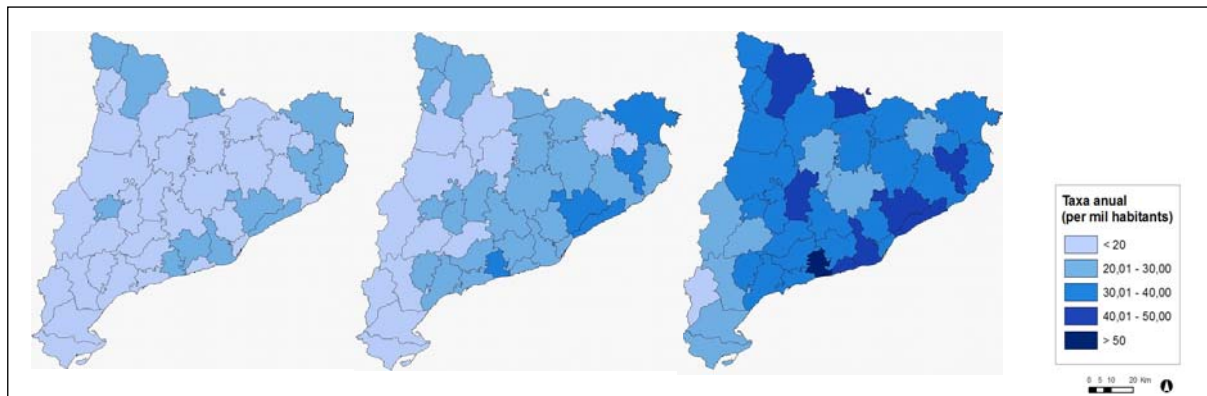 Taxa anual
(per mil habitants)
< 20
20,01 - 30,00
30,01 - 40,00
40,01 - 50,00
> 50
0 5 10 20 Km